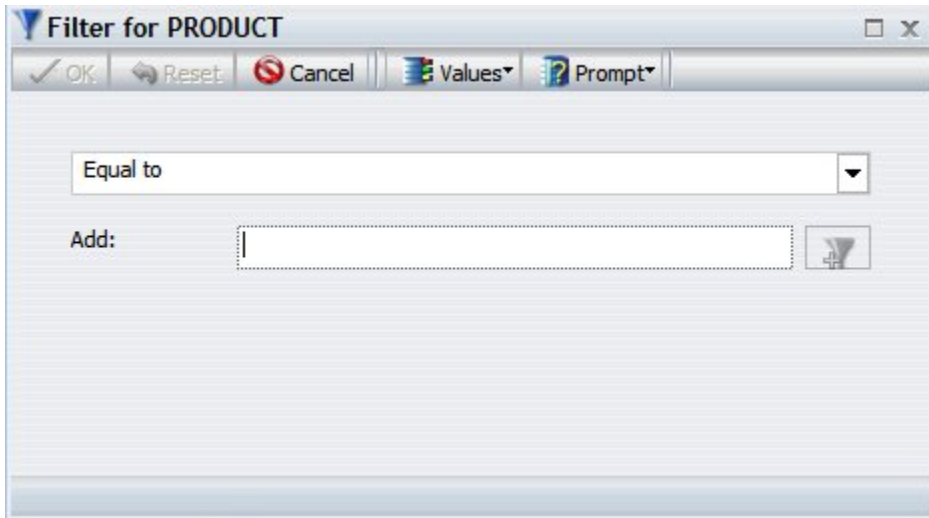 Filter for PRODUCT
OK Reset Cancel Values Prompt
Equal to
Add: